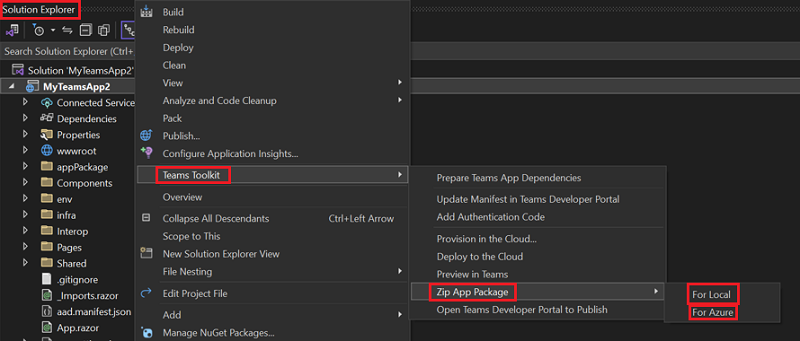 Solution Explorer
Search Solution Explorer (Ctrl+
Solution 'MyTeamsApp2'
MyTeamsApp2
Connected Service
Dependencies
Properties
wwwroot
appPackage
Components
env
infra
Interop
Pages
Shared
.gitignore
_Imports.razor
aad.manifest.json
App.razor
Build
Rebuild
Deploy
Clean
View
Analyze and Code Cleanup
Pack
Publish...
Configure Application Insights...
Teams Toolkit
Overview
Collapse All Descendants Ctrl+Left Arrow
Scope to This
New Solution Explorer View
File Nesting
Edit Project File
Add
Manage NuGet Packages...
Prepare Teams App Dependencies
Update Manifest in Teams Developer Portal
Add Authentication Code
Provision in the Cloud...
Deploy to the Cloud
Preview in Teams
Zip App Package
Open Teams Developer Portal to Publish
For Local
For Azure